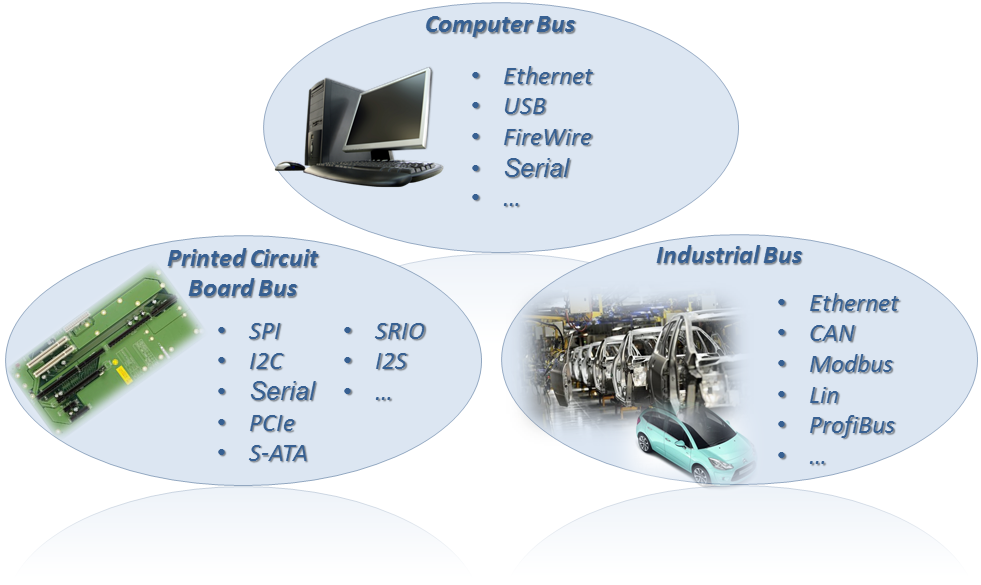 Computer Bus
• Ethernet
• USB
• FireWire
• Serial
• ...
Printed Circuit
Board Bus
• SPI
• I2C
• Serial
• PCIe
• S-ATA
• SRIO
• I2S
• ...
Industrial Bus
• Ethernet
• CAN
• Modbus
• Lin
• ProfiBus
• ...